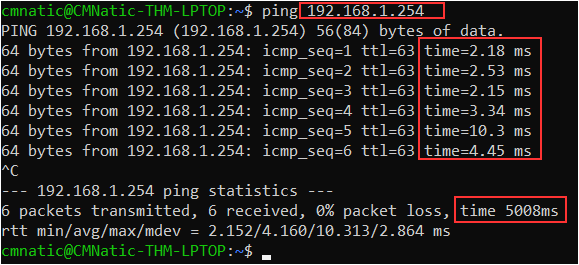 cmnatic@CMNatic-THM-LPTOP:~$ ping 192.168.1.254
PING 192.168.1.254 (192.168.1.254) 56(84) bytes of data.
64 bytes from 192.168.1.254: icmp_seq=1 ttl=63 time=2.18 ms
64 bytes from 192.168.1.254: icmp_seq=2 ttl=63 time=2.53 ms
64 bytes from 192.168.1.254: icmp_seq=3 ttl=63 time=2.15 ms
64 bytes from 192.168.1.254: icmp_seq=4 ttl=63 time=3.34 ms
64 bytes from 192.168.1.254: icmp_seq=5 ttl=63 time=10.3 ms
64 bytes from 192.168.1.254: icmp_seq=6 ttl=63 time=4.45 ms
^C
--- 192.168.1.254 ping statistics ---
6 packets transmitted, 6 received, 0% packet loss, time 5008ms
rtt min/avg/max/mdev = 2.152/4.160/10.313/2.864 ms
cmnatic@CMNatic-THM-LPTOP:~$